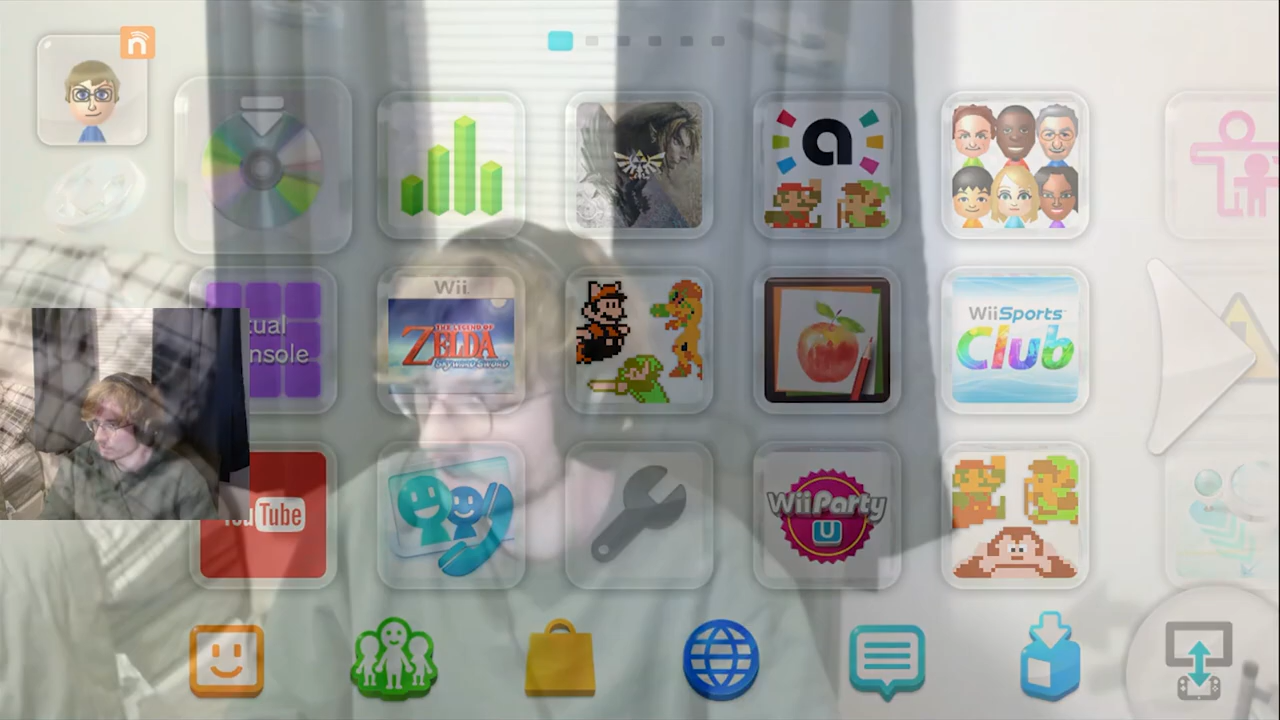 n
a
tual
nsole
Wii
THE LEGEND OF
ZELDA
SKYWARD SWORD
WiiSports
Club
YouTube
WiiParty
U